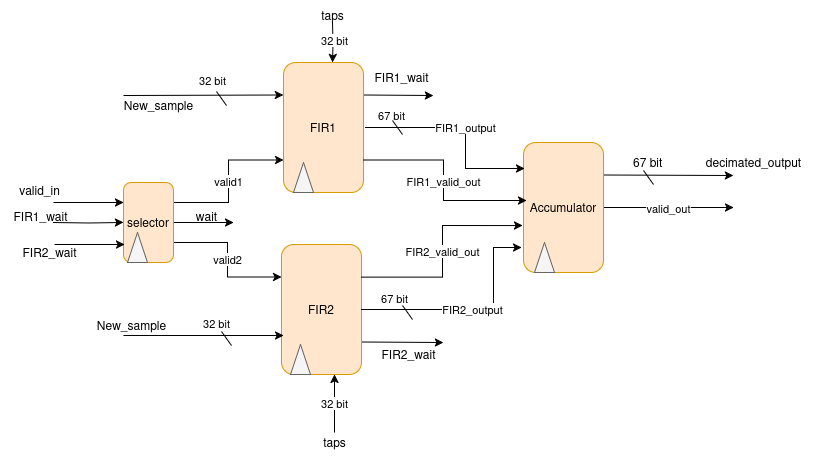 taps
32 bit
32 bit
New_sample
FIR1
FIR1_wait
67 bit
FIR1_output
valid1
FIR1_valid_out
valid_in
FIR1_wait
FIR2_wait
selector
wait
valid2
Accumulator
67 bit
decimated_output
valid_out
FIR2_valid_out
67 bit
FIR2_output
FIR2
New_sample
32 bit
FIR2_wait
32 bit
taps